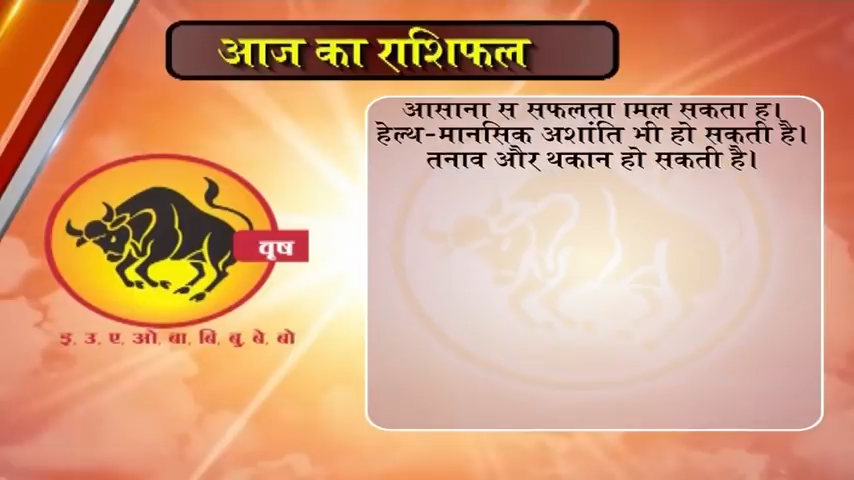 आज का राशिफल
आसानी से सफलता मिल सकती है।
हेल्थ-मानसिक अशांति भी हो सकती है।
तनाव और थकान हो सकती है।
वृष
इ, उ, ए, ओ, बा, बि, बु, बे, बो